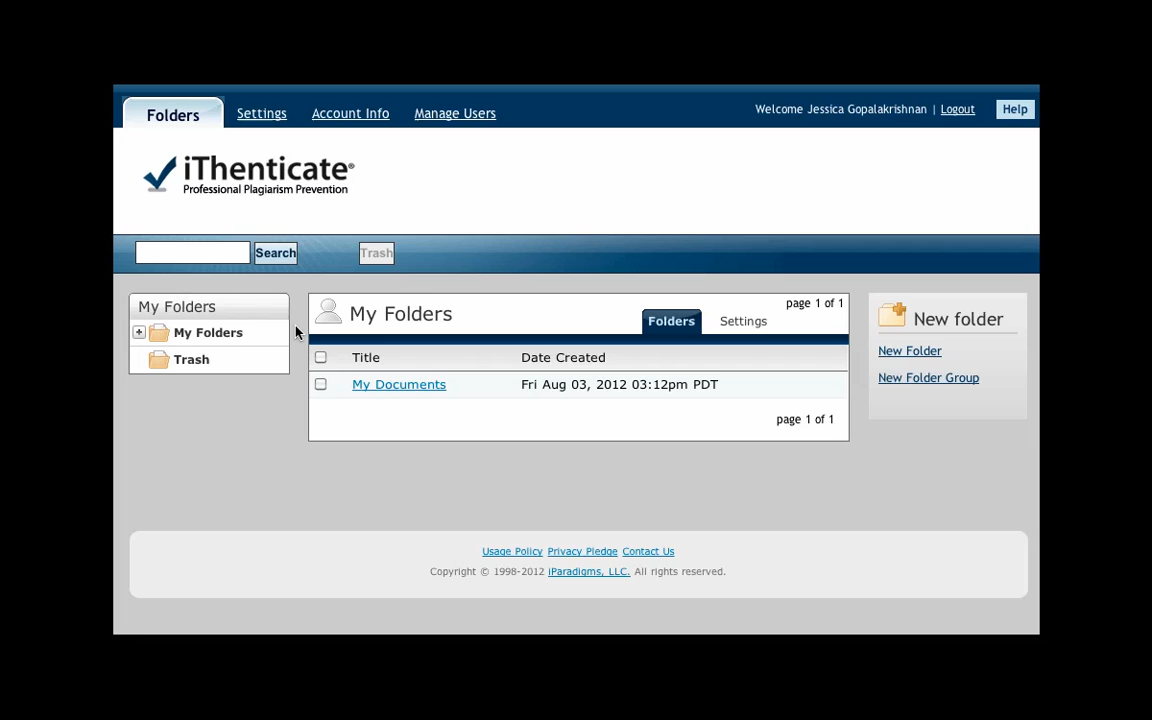 Folders Settings Account Info Manage Users Welcome Jessica Gopalakrishnan | Logout Help
iThenticate®
Professional Plagiarism Prevention
Search Trash
My Folders
My Folders
Trash
My Folders page 1 of 1
Folders Settings
Title Date Created
My Documents Fri Aug 03, 2012 03:12pm PDT
page 1 of 1
New folder
New Folder
New Folder Group
Usage Policy Privacy Pledge Contact Us
Copyright © 1998-2012 iParadigms, LLC. All rights reserved.